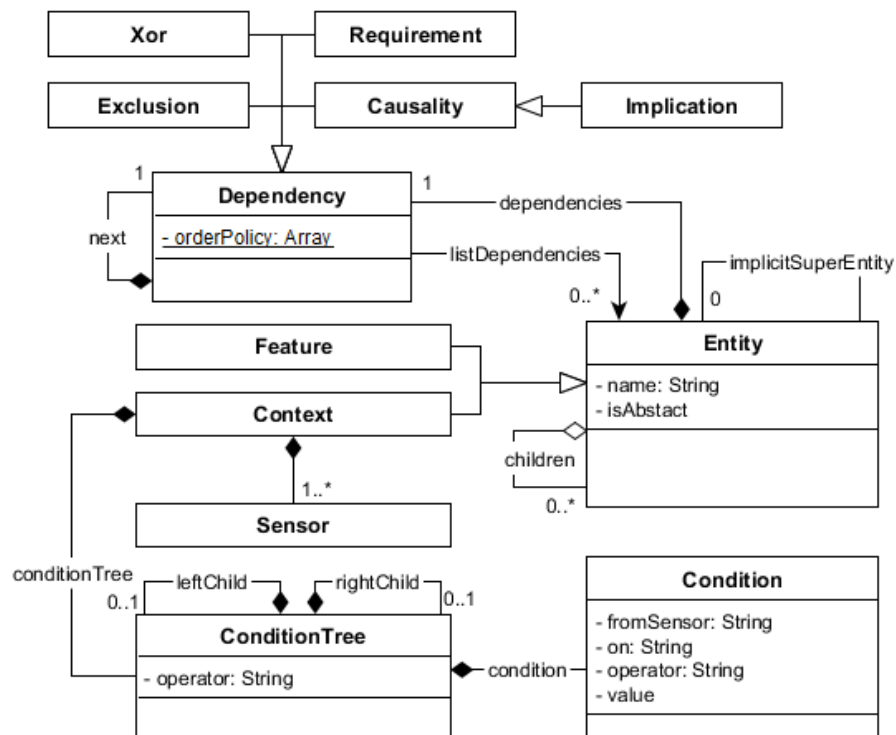 Xor
Requirement
Exclusion
Causality
Implication
1
Dependency
1
dependencies
next
- orderPolicy: Array
listDependencies
implicitSuperEntity
0..*
0
Feature
Entity
- name: String
- isAbstact
Context
children
1..*
0..*
Sensor
conditionTree
leftChild
rightChild
0..1
0..1
Condition
ConditionTree
- fromSensor: String
- on: String
- operator: String
- value
- operator: String
condition